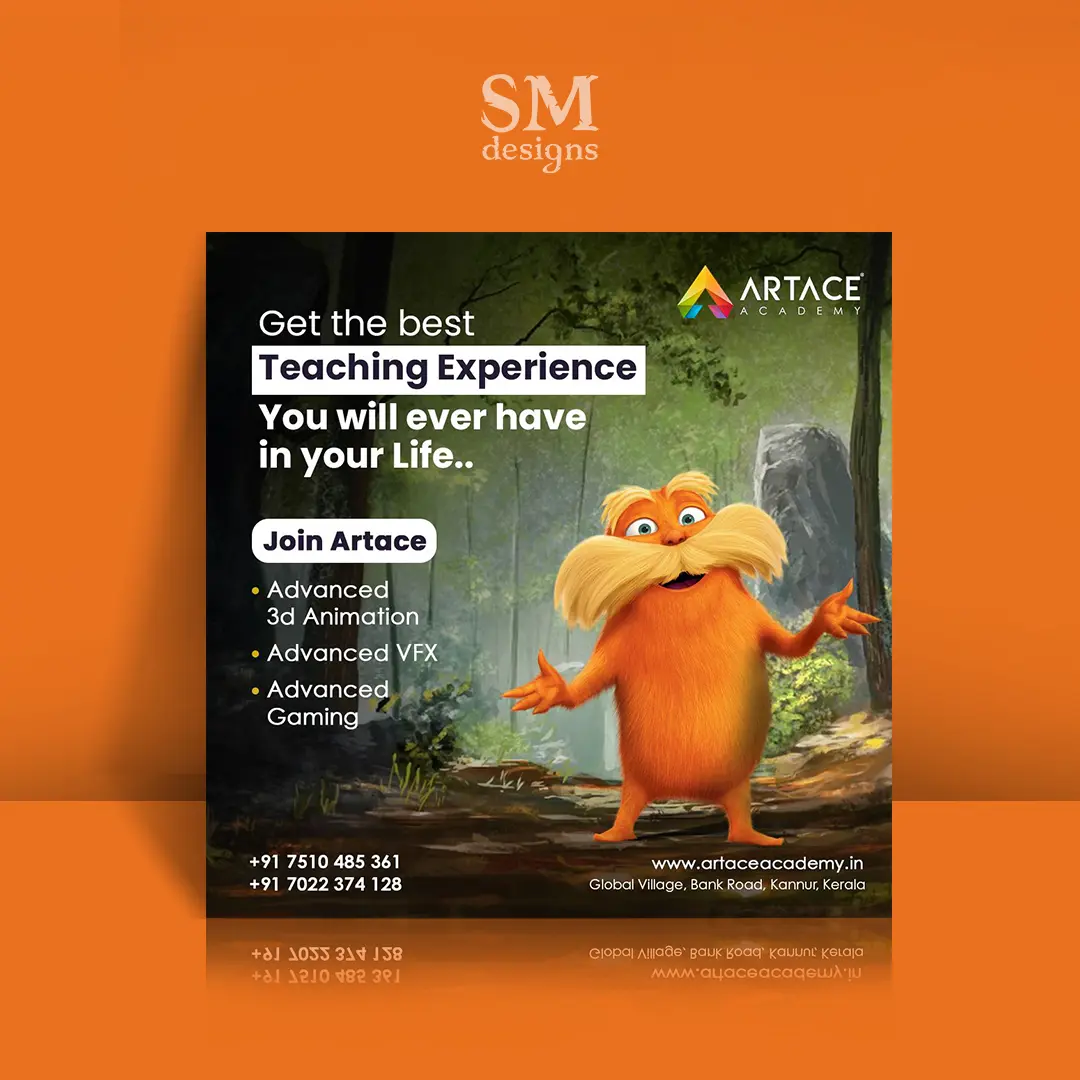 SM
designs
ARTACE
ACADEMY
Get the best
Teaching Experience
You will ever have
in your Life..
Join Artace
• Advanced
3d Animation
• Advanced VFX
• Advanced
Gaming
+91 7510 485 361
+91 7022 374 128
www.artaceacademy.in
Global Village, Bank Road, Kannur, Kerala